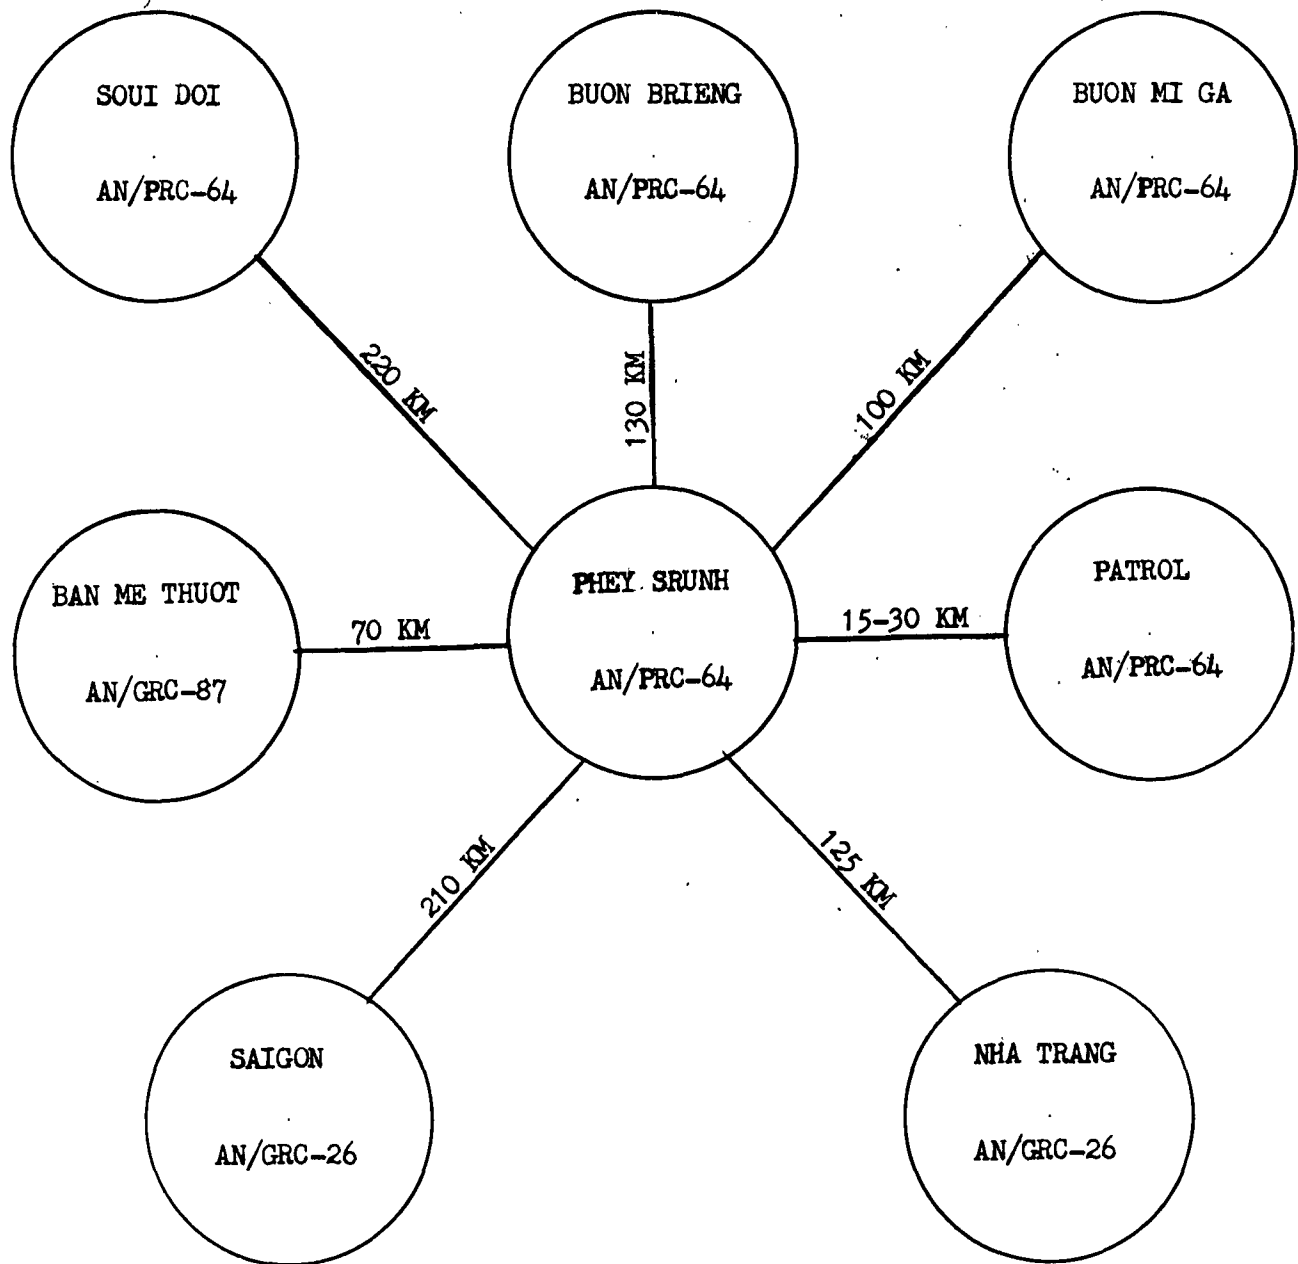 SOUI DOI
AN/PRC-64
BUON BRIENG
AN/PRC-64
BUON MI GA
AN/PRC-64
220 KM
130 KM
100 KM
BAN ME THUOT
AN/GRC-87
70 KM
PHEY SRUNH
AN/PRC-64
15-30 KM
PATROL
AN/PRC-64
210 KM
125 KM
SAIGON
AN/GRC-26
NHA TRANG
AN/GRC-26